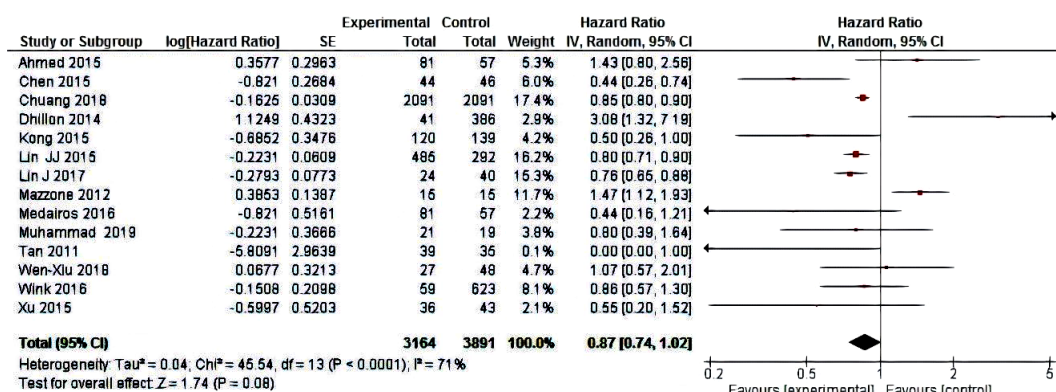 Experimental Control Hazard Ratio Hazard Ratio
Study or Subgroup log[Hazard Ratio] SE Total Total Weight IV, Random, 95% CI IV, Random, 95% CI
Ahmed 2015 0.3577 0.2963 81 57 5.3% 1.43 [0.80, 2.56]
Chen 2015 -0.821 0.2684 44 46 6.0% 0.44 [0.26, 0.74]
Chuang 2018 -0.1625 0.0309 2091 2091 17.4% 0.85 [0.80, 0.90]
Dhillon 2014 1.1249 0.4323 41 386 2.9% 3.08 [1.32, 7.19]
Kong 2015 -0.6852 0.3476 120 139 4.2% 0.50 [0.26, 1.00]
Lin JJ 2015 -0.2231 0.0609 485 292 16.2% 0.80 [0.71, 0.90]
Lin J 2017 -0.2793 0.0773 24 40 15.3% 0.76 [0.65, 0.88]
Mazzone 2012 0.3853 0.1387 15 15 11.7% 1.47 [1.12, 1.93]
Medairos 2016 -0.821 0.5161 81 57 2.2% 0.44 [0.16, 1.21]
Muhammad 2019 -0.2231 0.3666 21 19 3.8% 0.80 [0.39, 1.64]
Tan 2011 -5.8091 2.9639 39 35 0.1% 0.00 [0.00, 1.00]
Wen-Xiu 2018 0.0677 0.3213 27 48 4.7% 1.07 [0.57, 2.01]
Wink 2016 -0.1508 0.2098 59 623 8.1% 0.86 [0.57, 1.30]
Xu 2015 -0.5997 0.5203 36 43 2.1% 0.55 [0.20, 1.52]
Total (95% CI) 3164 3891 100.0% 0.87 [0.74, 1.02]
Heterogeneity: Tau² = 0.04; Chi² = 45.54, df = 13 (P < 0.0001); I² = 71%
Test for overall effect: Z = 1.74 (P = 0.08)
0.2 0.5 1 2 5
Favours [experimental] Favours [control]